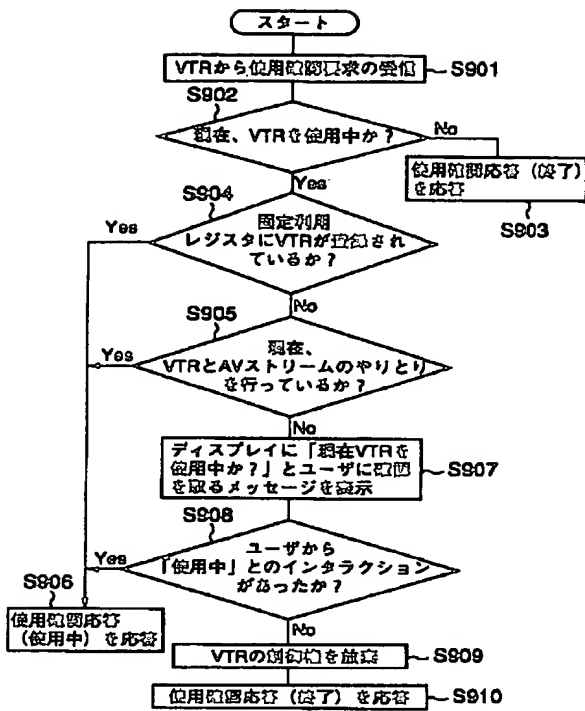 スタート
VTRから使用確認要求の受信
S901
S902
現在、VTRを使用中か?
No
Yes
使用確認応答(終了)
を応答
S903
S904
Yes
固定利用
レジスタにVTRが登録され
ているか?
No
S905
Yes
現在、
VTRとAVストリームのやりとり
を行っているか?
No
ディスプレイに「現在VTRを
使用中か?」とユーザに確認
を取るメッセージを表示
S907
S908
Yes
ユーザから
「使用中」とのインタラクション
があったか?
S906
使用確認応答
(使用中)を応答
No
VTRの制御権を放棄
S909
使用確認応答(終了)を応答
S910